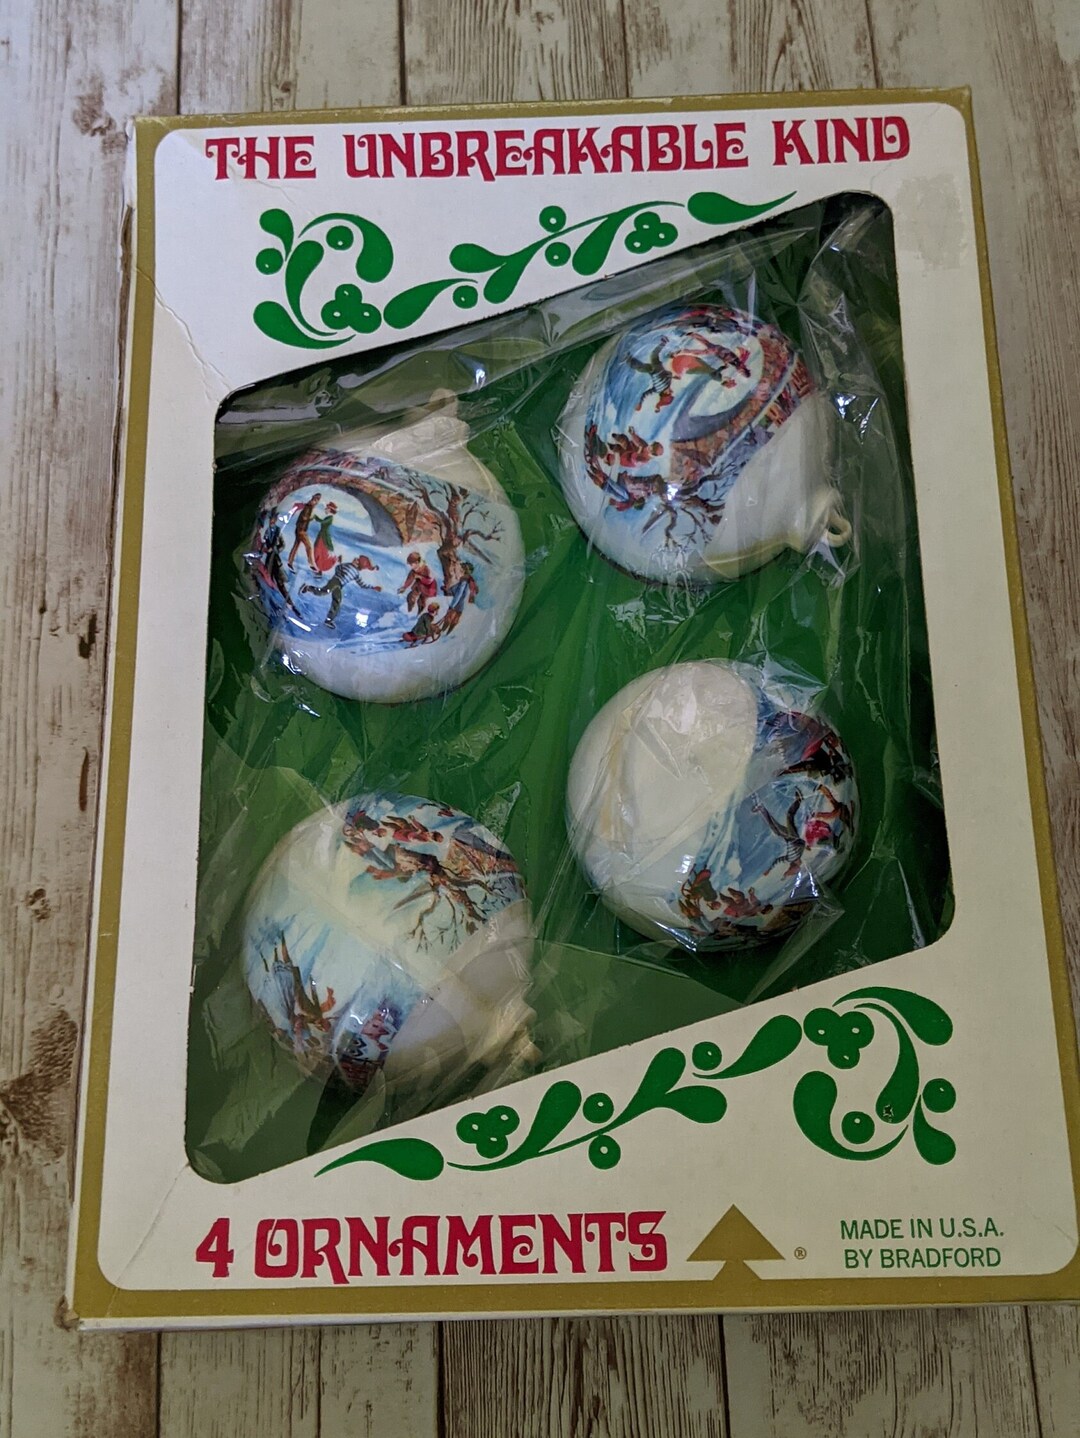 THE UNBREAKABLE KIND
4 ORNAMENTS
®
MADE IN U.S.A.
BY BRADFORD